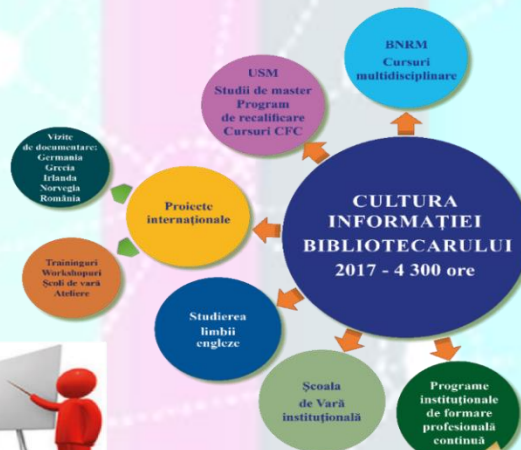 BNRM
Cursuri
multidisciplinare
USM
Studii de master
Program
de recalificare
Cursuri CFC
Vizite
de documentare:
Germania
Grecia
Irlanda
Norvegia
România
Proiecte
internaționale
CULTURA
INFORMAȚIEI
BIBLIOTECARULUI
2017 - 4 300 ore
Traininguri
Workshopuri
Școli de vară
Ateliere
Studierea
limbii
engleze
Școala
de Vară
instituțională
Programe
instituționale
de formare
profesională
continuă